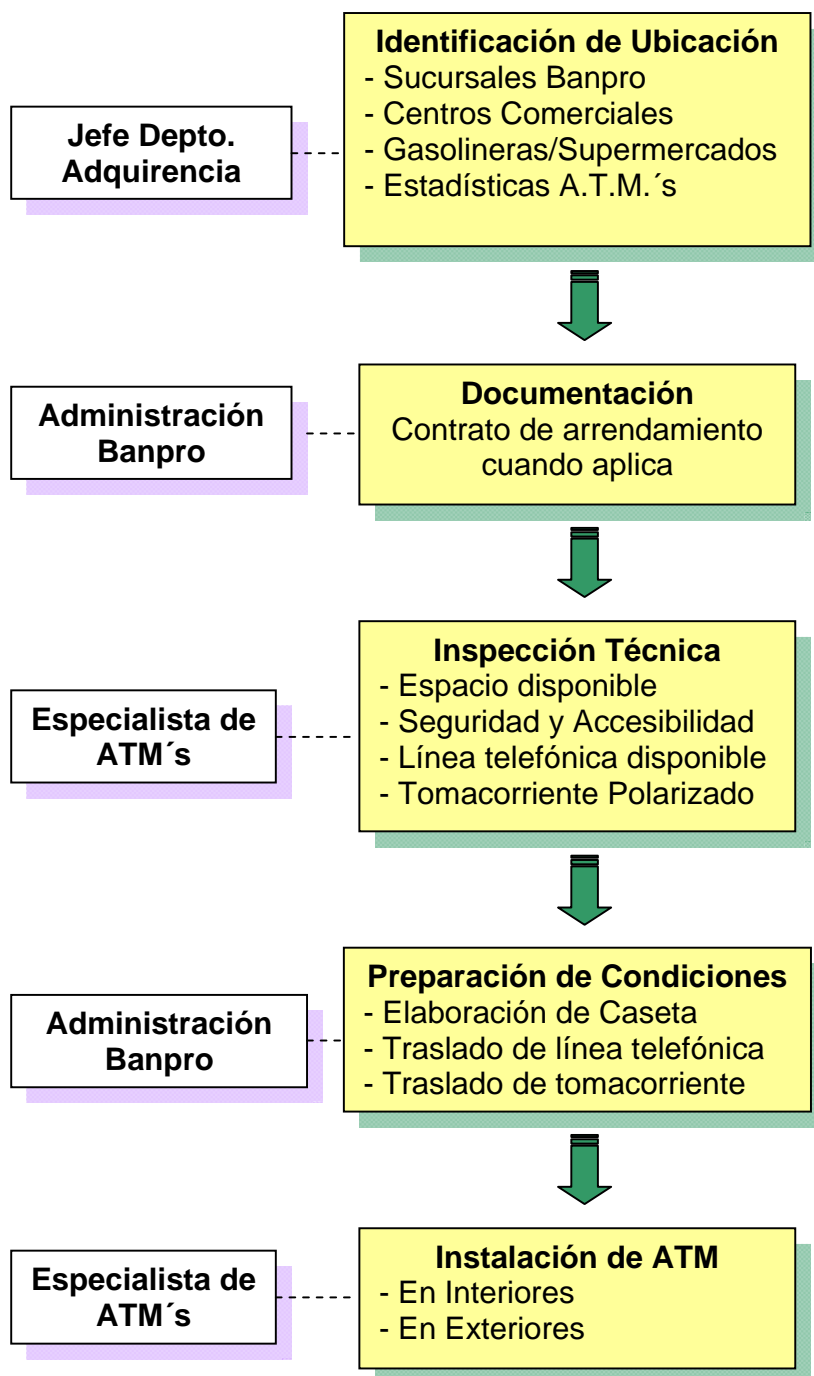 Identificación de Ubicación
- Sucursales Banpro
- Centros Comerciales
- Gasolineras/Supermercados
- Estadísticas A.T.M.´s
Jefe Depto.
Adquirencia
Documentación
Contrato de arrendamiento
cuando aplica
Administración
Banpro
Inspección Técnica
- Espacio disponible
- Seguridad y Accesibilidad
- Línea telefónica disponible
- Tomacorriente Polarizado
Especialista de
ATM´s
Preparación de Condiciones
- Elaboración de Caseta
- Traslado de línea telefónica
- Traslado de tomacorriente
Administración
Banpro
Instalación de ATM
- En Interiores
- En Exteriores
Especialista de
ATM´s